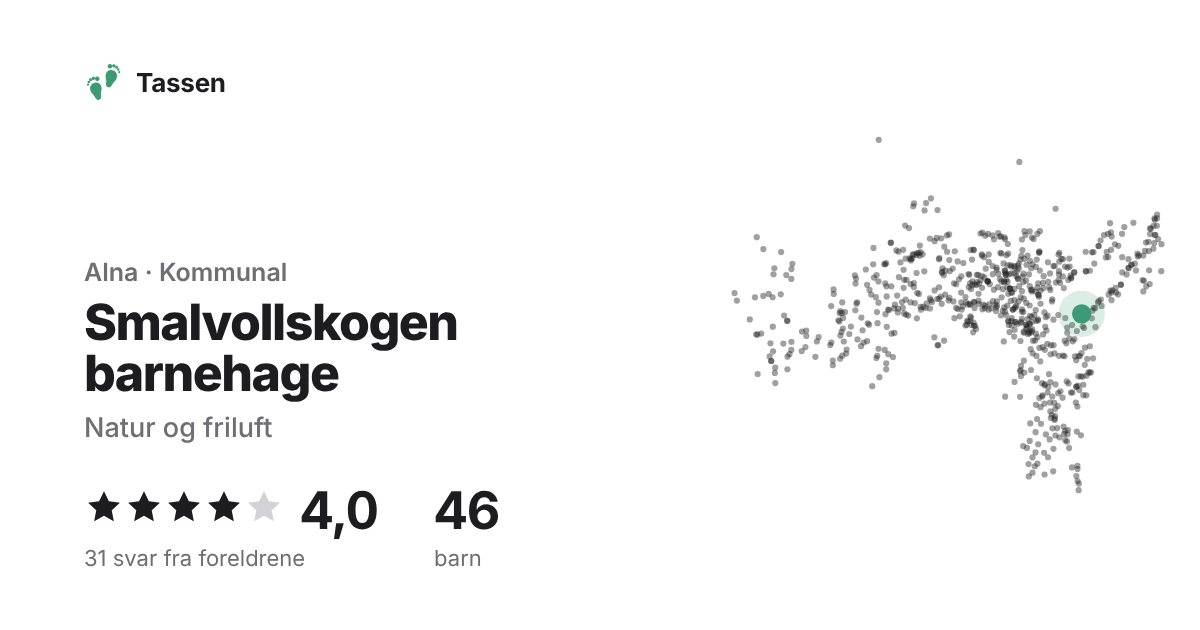 Tassen
Alna · Kommunal
Smalvollskogen
barnehage
Natur og friluft
4,0
46
31 svar fra foreldrene
barn